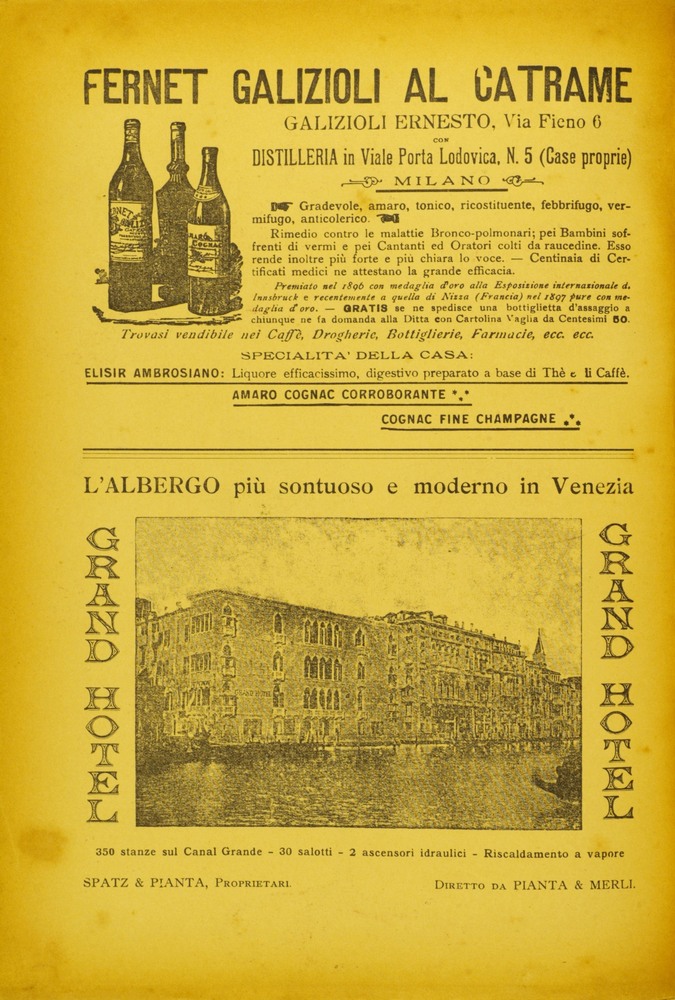 FERNET GALIZIOLI AL CATRAME
GALIZIOLI ERNESTO, Via Fieno 6
CON
DISTILLERIA in Viale Porta Lodovica, N. 5 (Case proprie)
MILANO
Gradevole, amaro, tonico, ricostituente, febbrifugo, ver-
mifugo, anticolerico.
Rimedio contro le malattie Bronco-polmonari; pei Bambini sof-
frenti di vermi e pei Cantanti ed Oratori colti da raucedine. Esso
rende inoltre più forte e più chiara lo voce. — Centinaia di Cer-
tificati medici ne attestano la grande efficacia.
Premiato nel 1896 con medaglia d'oro alla Esposizione internazionale d.
Innsbruck e recentemente a quella di Nizza (Francia) nel 1897 pure con me-
daglia d'oro. — GRATIS se ne spedisce una bottiglietta d'assaggio a
chiunque ne fa domanda alla Ditta con Cartolina Vaglia da Centesimi 60.
Trovasi vendibile nei Caffè, Drogherie, Bottiglierie, Farmacie, ecc. ecc.
SPECIALITA' DELLA CASA:
ELISIR AMBROSIANO: Liquore efficacissimo, digestivo preparato a base di Thè e di Caffè.
AMARO COGNAC CORROBORANTE
COGNAC FINE CHAMPAGNE
L'ALBERGO più sontuoso e moderno in Venezia
GRAND HOTEL
GRAND HOTEL
350 stanze sul Canal Grande - 30 salotti - 2 ascensori idraulici - Riscaldamento a vapore
SPATZ & PIANTA, PROPRIETARI.
DIRETTO DA PIANTA & MERLI.